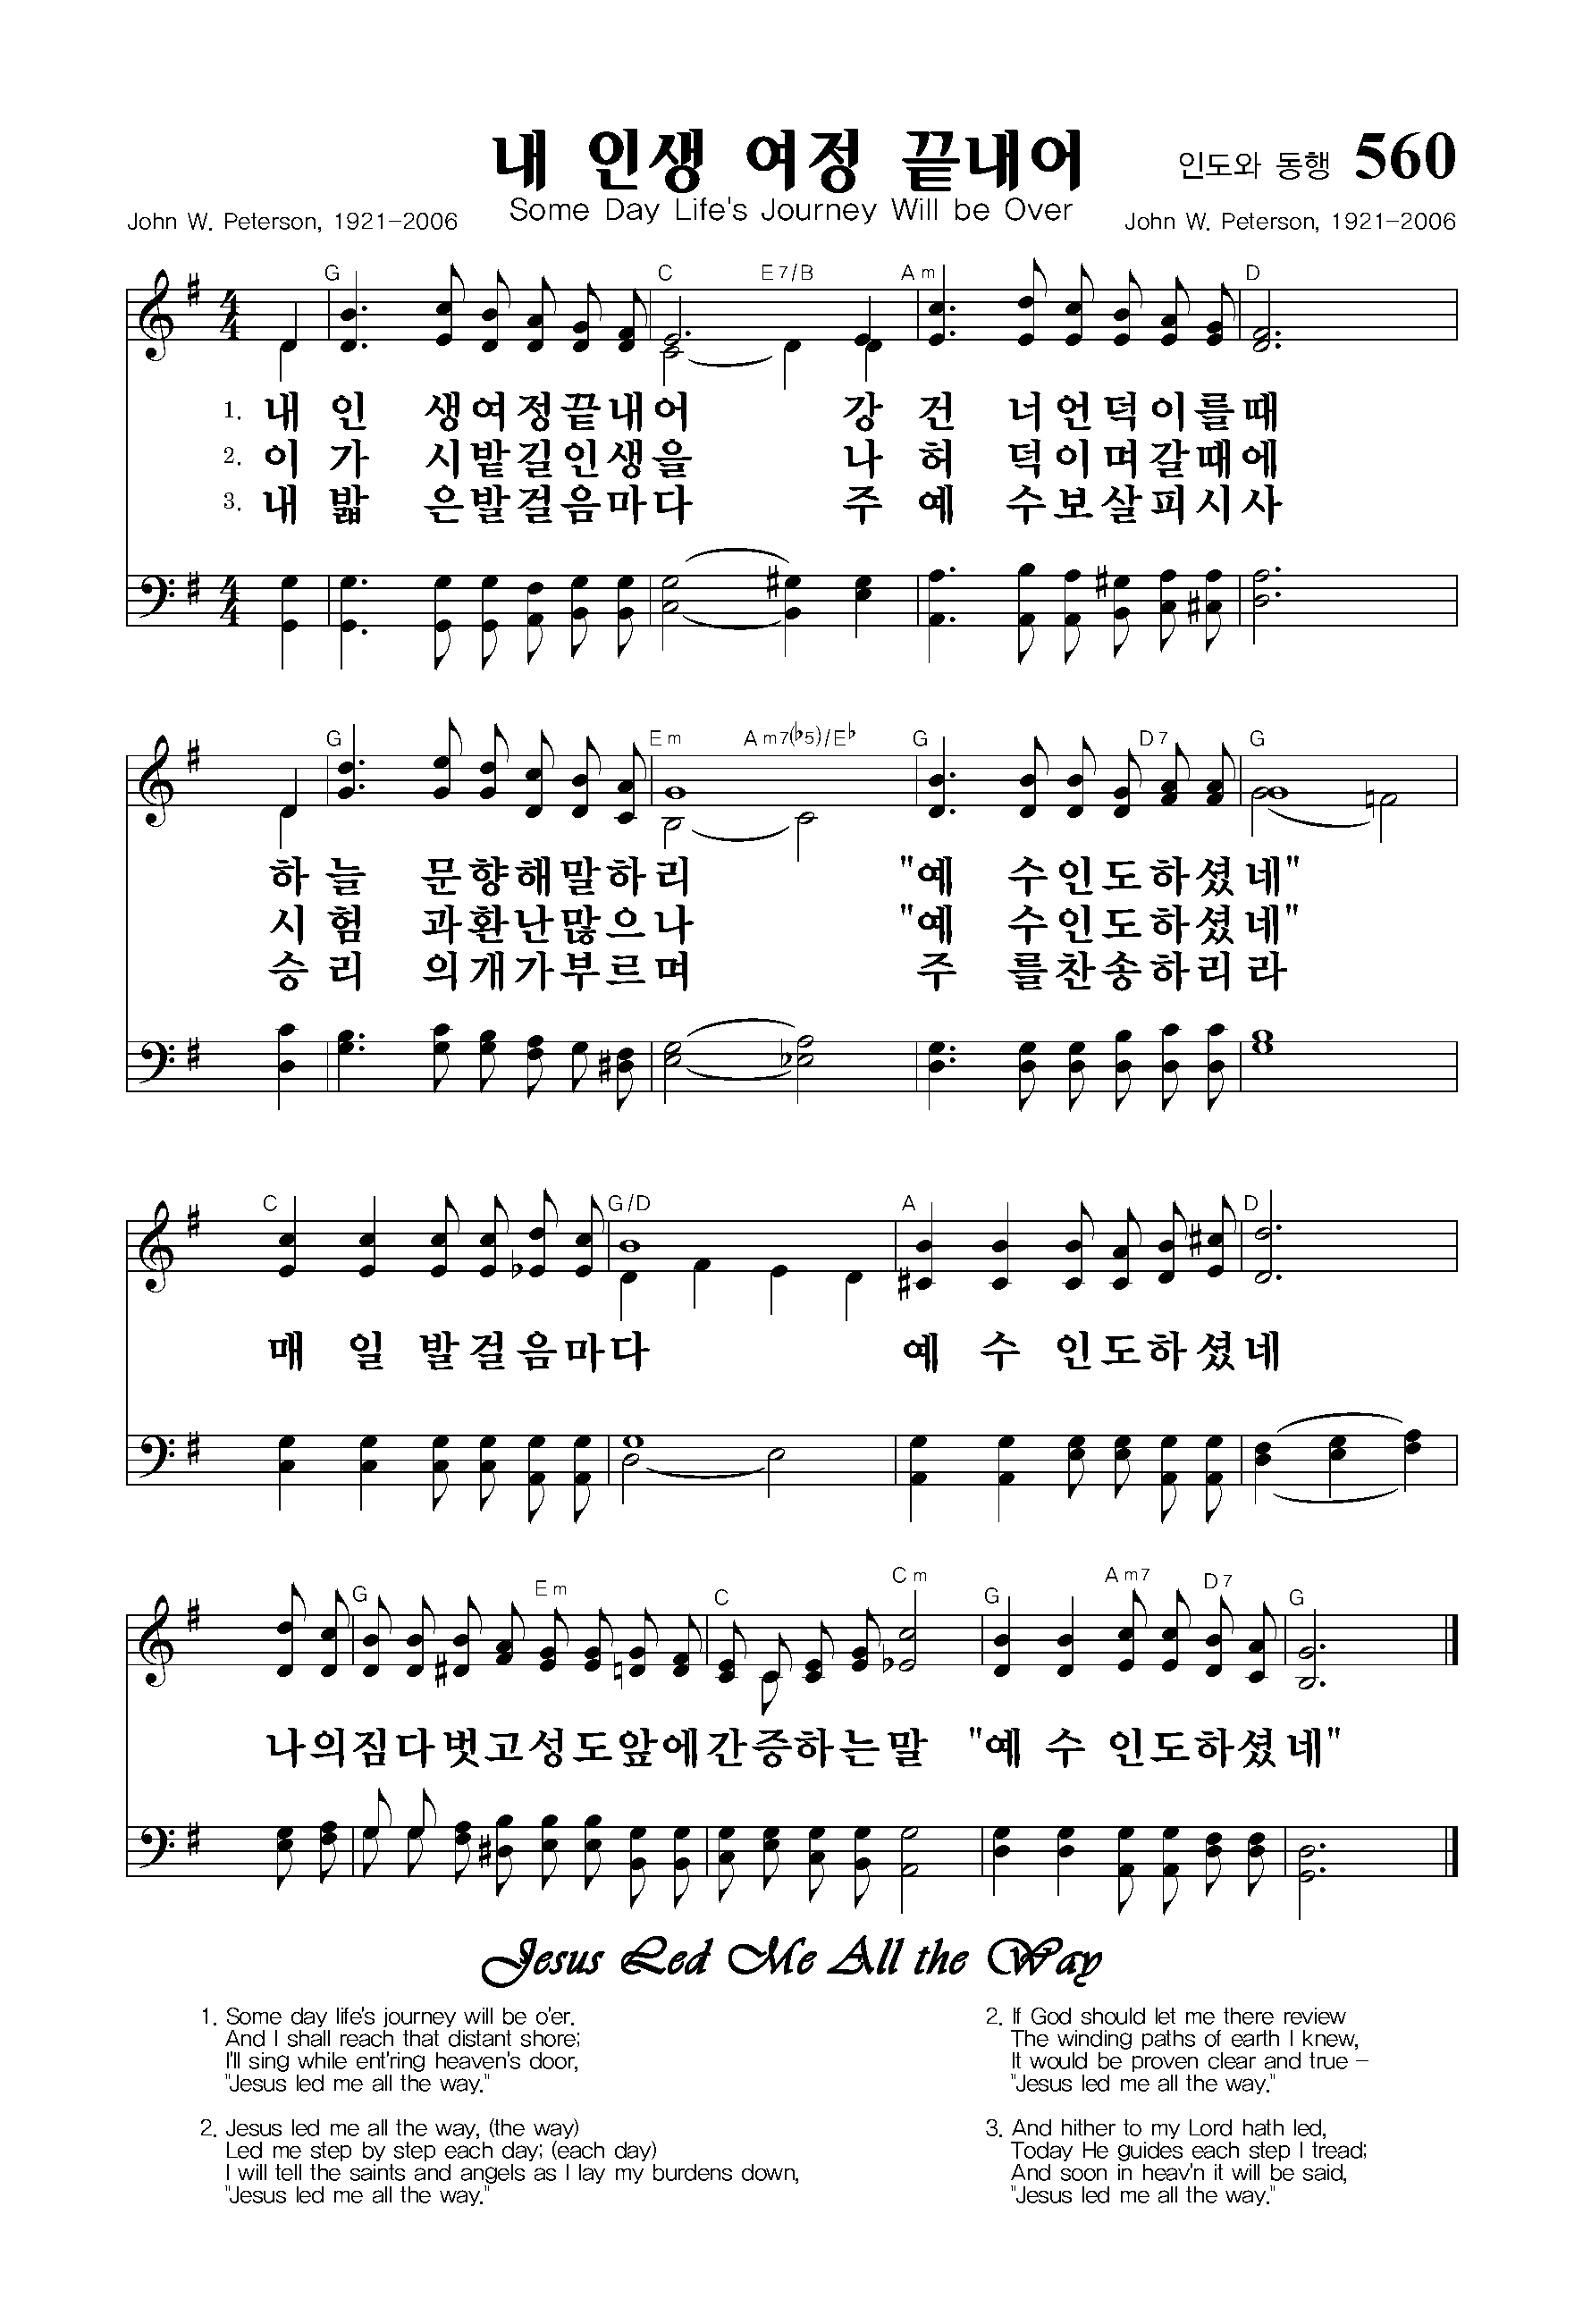 내 인생 여정 끝내어
인도와 동행 560
Some Day Life's Journey Will be Over
John W. Peterson, 1921-2006
John W. Peterson, 1921-2006
G C E7/B Am D
4 4
1. 내 인 생여정끝내어 강 건 너언덕이를때
2. 이 가 시밭길인생을 나 허 덕이며갈때에
3. 내 밟 은발걸음마다 주 예 수보살피시사
4 4
G Em Am7(♭5)/E♭ G D7 G
하늘 문향해말하리 "예 수인도하셨네"
시험 과환난많으나 "예 수인도하셨네"
승리 의개가부르며 주 를찬송하리라
C G/D A D
매 일 발걸음마다 예 수 인도하셨네
G Em C Cm G Am7 D7 G
나의짐다벗고성도앞에간증하는말 "예 수 인도하셨네"
Jesus Led Me All the Way
1. Some day life's journey will be o'er.
And I shall reach that distant shore;
I'll sing while ent'ring heaven's door,
"Jesus led me all the way."
2. Jesus led me all the way, (the way)
Led me step by step each day; (each day)
I will tell the saints and angels as I lay my burdens down,
"Jesus led me all the way."
2. If God should let me there review
The winding paths of earth I knew,
It would be proven clear and true -
"Jesus led me all the way."
3. And hither to my Lord hath led,
Today He guides each step I tread;
And soon in heav'n it will be said,
"Jesus led me all the way."